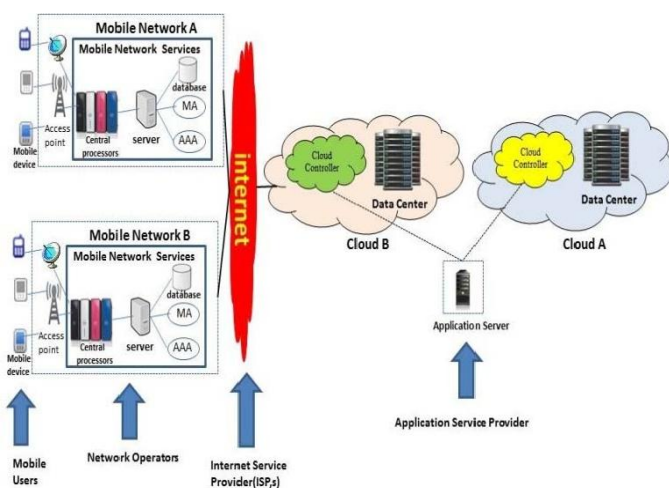 Mobile Network A
Mobile Network Services
database
MA
AAA
Access
point
Central
processors
server
Mobile
device
Mobile Network B
Mobile Network Services
database
MA
AAA
Access
point
Central
processors
server
Mobile
device
internet
Cloud
Controller
Data Center
Cloud B
Cloud
Controller
Data Center
Cloud A
Application Server
Mobile
Users
Network Operators
Internet Service
Provider(ISP,s)
Application Service Provider